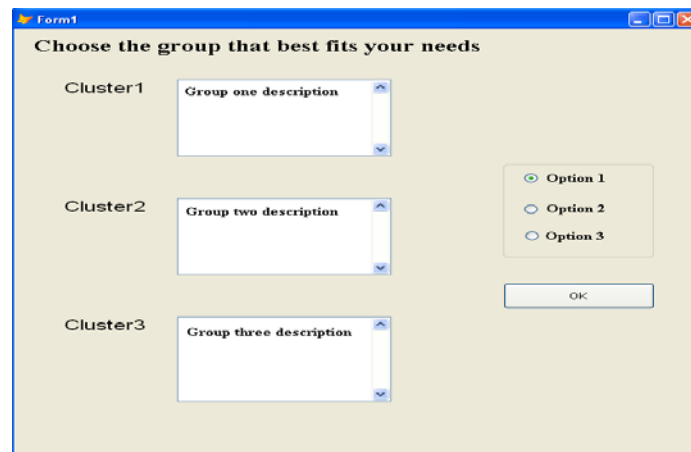 Form1
Choose the group that best fits your needs
Cluster1
Group one description
Option 1
Cluster2
Group two description
Option 2
Option 3
OK
Cluster3
Group three description